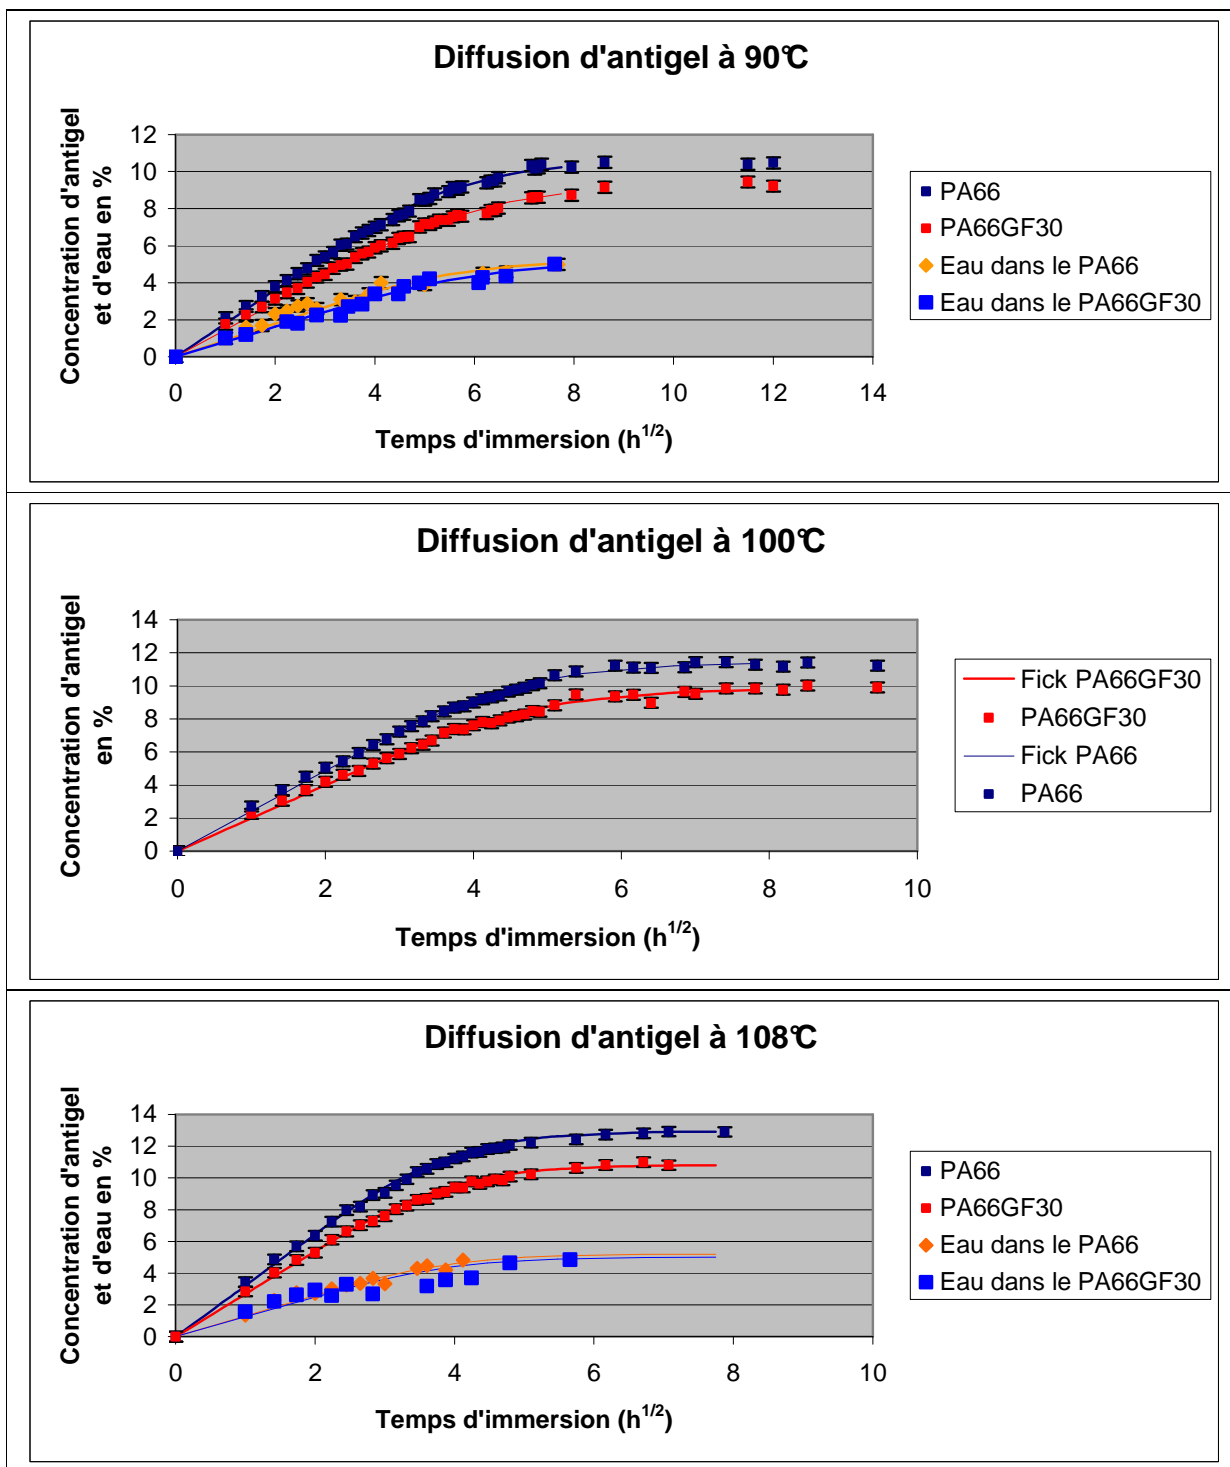 Diffusion d'antigel à 90°C
Concentration d'antigel
et d'eau en %
12
10
8
6
4
2
0
0 2 4 6 8 10 12 14
Temps d'immersion (h^1/2)
PA66
PA66GF30
Eau dans le PA66
Eau dans le PA66GF30
Diffusion d'antigel à 100°C
Concentration d'antigel
en %
14
12
10
8
6
4
2
0
0 2 4 6 8 10
Temps d'immersion (h^1/2)
Fick PA66GF30
PA66GF30
Fick PA66
PA66
Diffusion d'antigel à 108°C
Concentration d'antigel
et d'eau en %
14
12
10
8
6
4
2
0
0 2 4 6 8 10
Temps d'immersion (h^1/2)
PA66
PA66GF30
Eau dans le PA66
Eau dans le PA66GF30